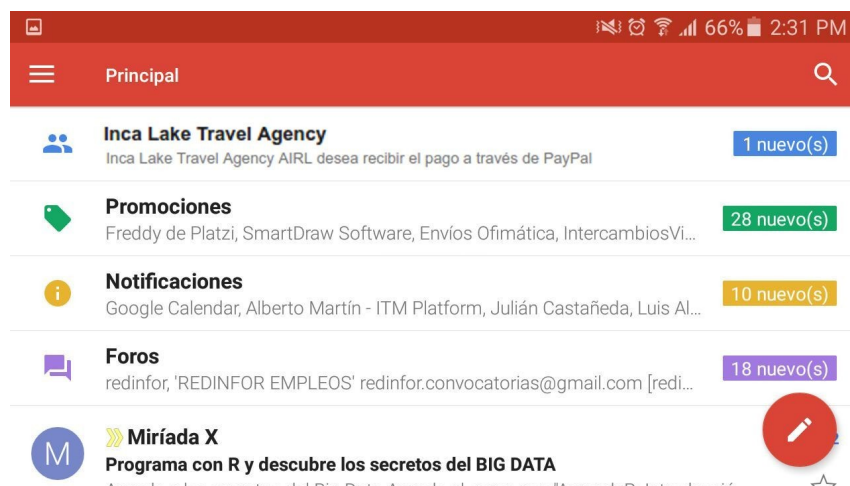 66% 2:31 PM
Principal
Inca Lake Travel Agency
Inca Lake Travel Agency AIRL desea recibir el pago a través de PayPal
1 nuevo(s)
Promociones
Freddy de Platzi, SmartDraw Software, Envíos Ofimática, IntercambiosVi...
28 nuevo(s)
Notificaciones
Google Calendar, Alberto Martín - ITM Platform, Julián Castañeda, Luis Al...
10 nuevo(s)
Foros
redinfor, 'REDINFOR EMPLEOS' redinfor.convocatorias@gmail.com [redi...
18 nuevo(s)
M
Miríada X
Programa con R y descubre los secretos del BIG DATA